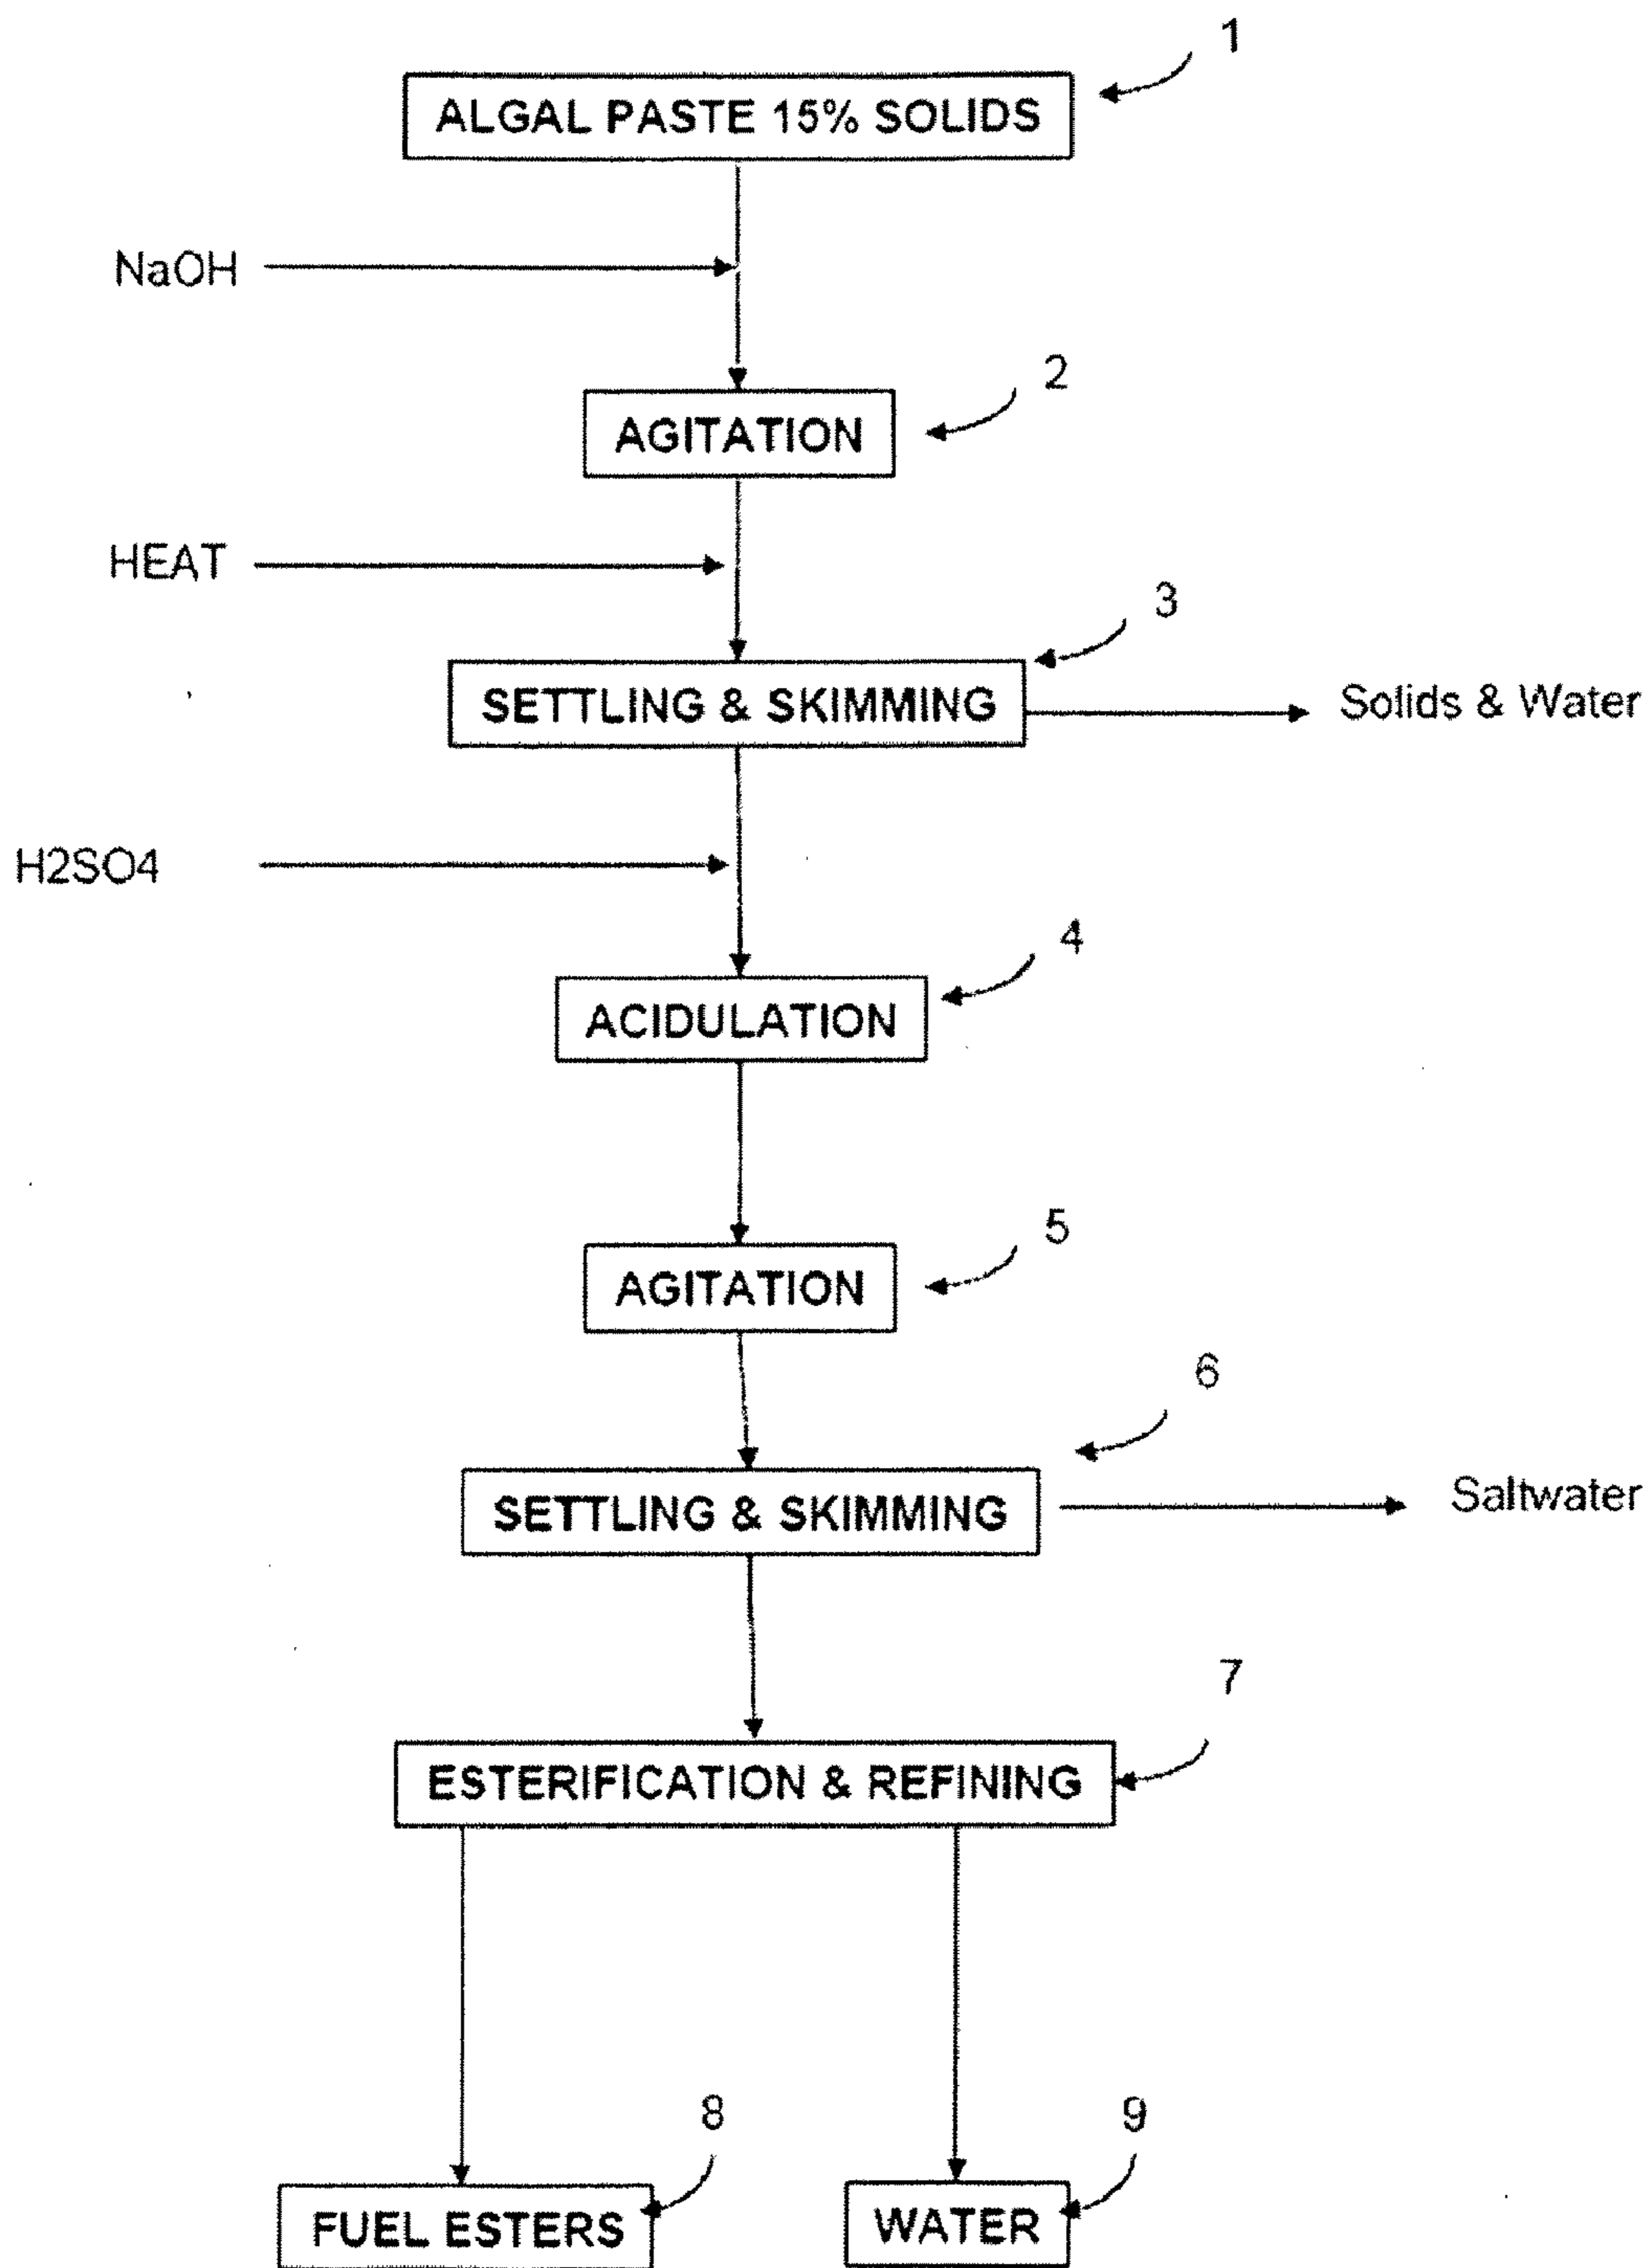 1
ALGAL PASTE 15% SOLIDS
NaOH
2
AGITATION
HEAT
3
SETTLING & SKIMMING
Solids & Water
H2SO4
4
ACIDULATION
5
AGITATION
6
SETTLING & SKIMMING
Saltwater
7
ESTERIFICATION & REFINING
8
9
FUEL ESTERS
WATER